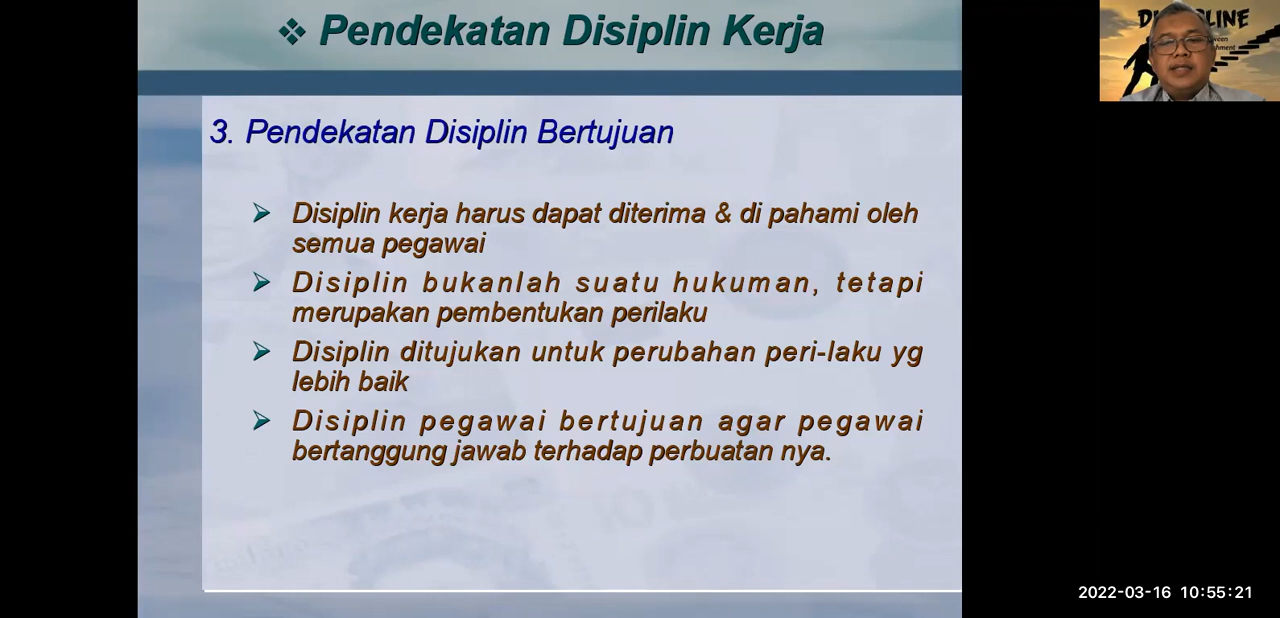 ❖ Pendekatan Disiplin Kerja
3. Pendekatan Disiplin Bertujuan
➢ Disiplin kerja harus dapat diterima & di pahami oleh
semua pegawai
➢ Disiplin bukanlah suatu hukuman, tetapi
merupakan pembentukan perilaku
➢ Disiplin ditujukan untuk perubahan peri-laku yg
lebih baik
➢ Disiplin pegawai bertujuan agar pegawai
bertanggung jawab terhadap perbuatan nya.
2022-03-16 10:55:21